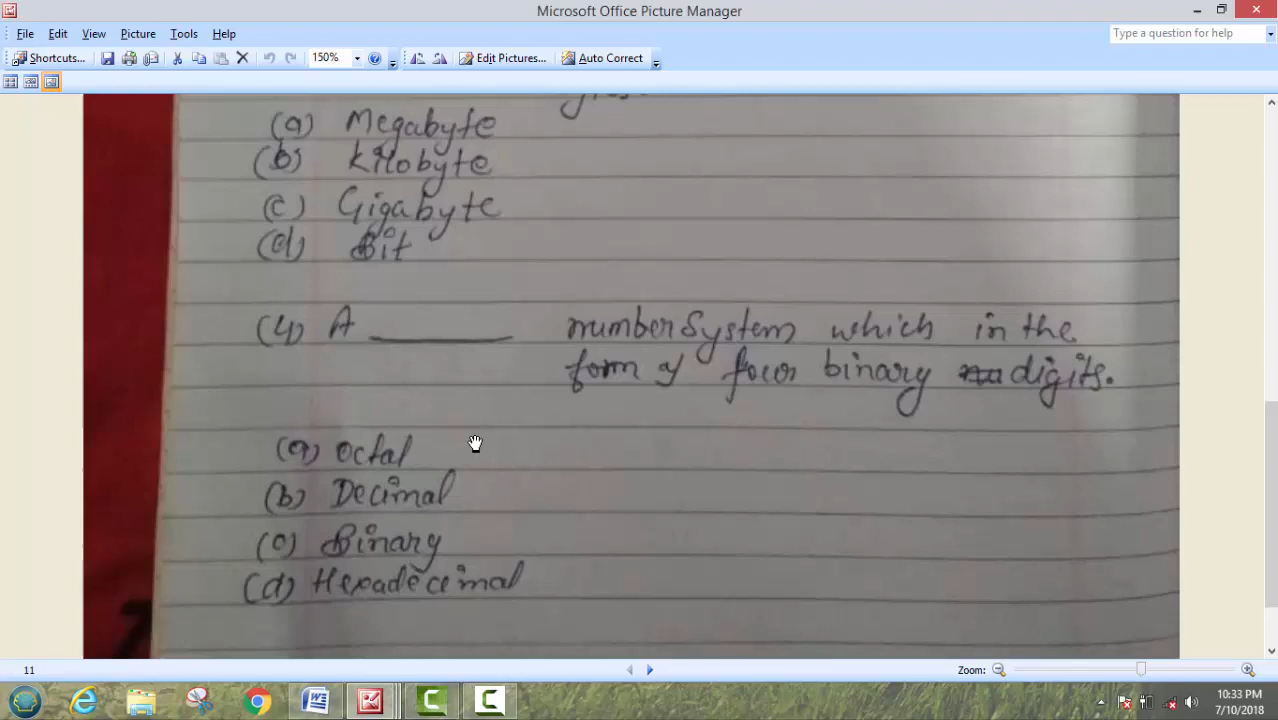 Microsoft Office Picture Manager
File Edit View Picture Tools Help
Type a question for help
Shortcuts... 150% Edit Pictures... Auto Correct
(a) Megabyte
(b) Kilobyte
(c) Gigabyte
(d) Bit
(4) A ________ number System which in the
form of four binary digits.
(a) Octal
(b) Decimal
(c) Binary
(d) Hexadecimal
11 Zoom:
10:33 PM
7/10/2018